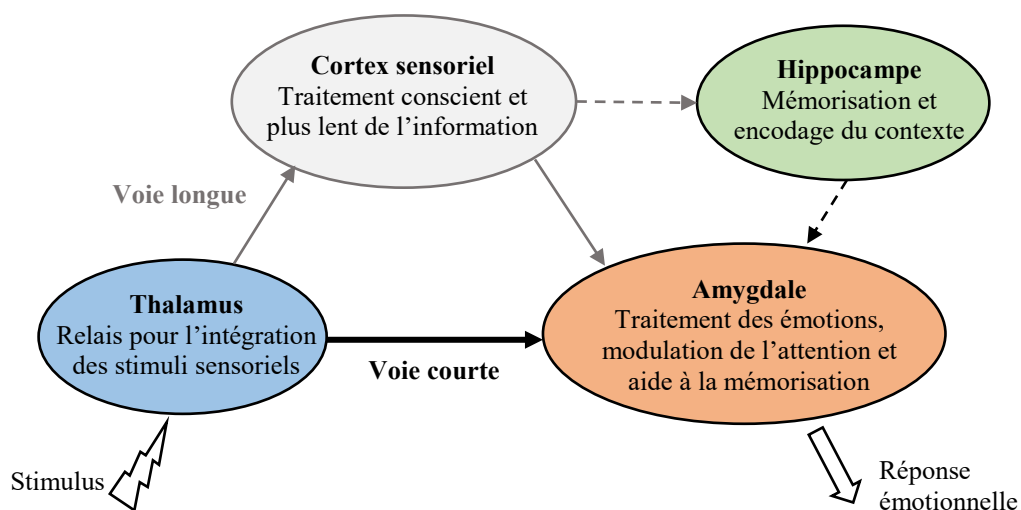 Cortex sensoriel
Traitement conscient et
plus lent de l’information
Hippocampe
Mémorisation et
encodage du contexte
Voie longue
Thalamus
Relais pour l’intégration
des stimuli sensoriels
Amygdale
Traitement des émotions,
modulation de l’attention et
aide à la mémorisation
Voie courte
Stimulus
Réponse
émotionnelle